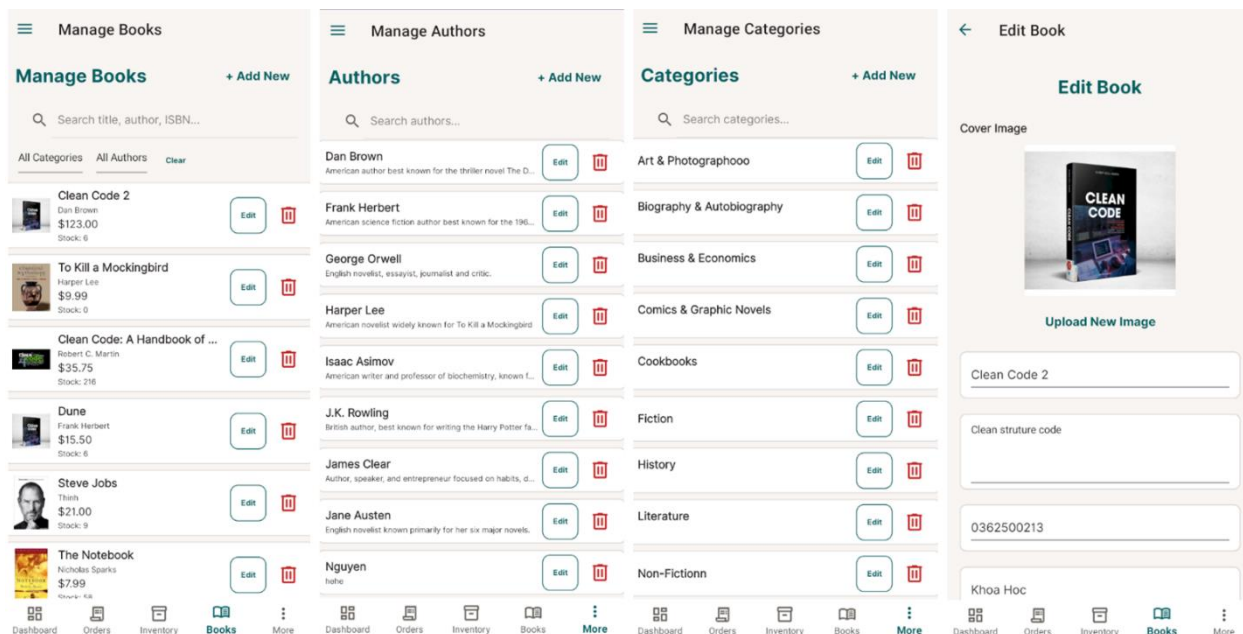 Manage Books
Manage Books
+ Add New
Search title, author, ISBN...
All Categories All Authors Clear
Clean Code 2
Dan Brown
$123.00
Stock: 6
Edit
To Kill a Mockingbird
Harper Lee
$9.99
Stock: 0
Edit
Clean Code: A Handbook of ...
Robert C. Martin
$35.75
Stock: 216
Edit
Dune
Frank Herbert
$15.50
Stock: 6
Edit
Steve Jobs
Thinh
$21.00
Stock: 9
Edit
The Notebook
Nicholas Sparks
$7.99
Stock: 58
Edit
Dashboard Orders Inventory Books More
Manage Authors
Authors
+ Add New
Search authors...
Dan Brown
American author best known for the thriller novel The D...
Edit
Frank Herbert
American science fiction author best known for the 196...
Edit
George Orwell
English novelist, essayist, journalist and critic.
Edit
Harper Lee
American novelist widely known for To Kill a Mockingbird
Edit
Isaac Asimov
American writer and professor of biochemistry, known f...
Edit
J.K. Rowling
British author, best known for writing the Harry Potter fa...
Edit
James Clear
Author, speaker, and entrepreneur focused on habits, d...
Edit
Jane Austen
English novelist known primarily for her six major novels.
Edit
Nguyen
hohe
Edit
Dashboard Orders Inventory Books More
Manage Categories
Categories
+ Add New
Search categories...
Art & Photographooo
Edit
Biography & Autobiography
Edit
Business & Economics
Edit
Comics & Graphic Novels
Edit
Cookbooks
Edit
Fiction
Edit
History
Edit
Literature
Edit
Non-Fictionn
Edit
Dashboard Orders Inventory Books More
Edit Book
Edit Book
Cover Image
CLEAN
CODE
Upload New Image
Clean Code 2
Clean struture code
0362500213
Khoa Hoc
Dashboard Orders Inventory Books More